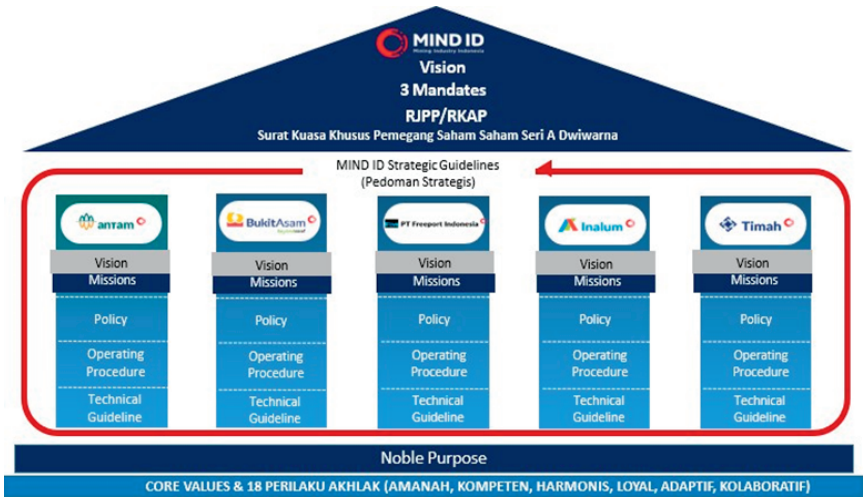 MIND ID
Mining Industry Indonesia
Vision
3 Mandates
RJPP/RKAP
Surat Kuasa Khusus Pemegang Saham Saham Seri A Dwiwarna
MIND ID Strategic Guidelines
(Pedoman Strategis)
antam
Vision
Missions
Policy
Operating
Procedure
Technical
Guideline
BukitAsam
Vision
Missions
Policy
Operating
Procedure
Technical
Guideline
PT Freeport Indonesia
Vision
Missions
Policy
Operating
Procedure
Technical
Guideline
Inalum
Vision
Missions
Policy
Operating
Procedure
Technical
Guideline
Timah
Vision
Missions
Policy
Operating
Procedure
Technical
Guideline
Noble Purpose
CORE VALUES & 18 PERILAKU AKHLAK (AMANAH, KOMPETEN, HARMONIS, LOYAL, ADAPTIF, KOLABORATIF)